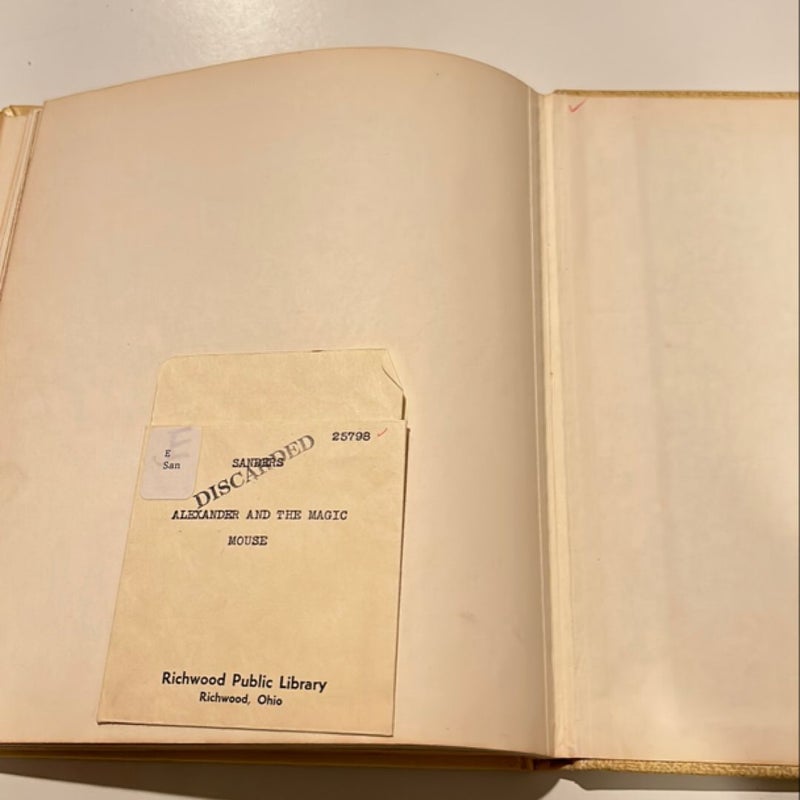 25798
E
San
SANDERS
DISCARDED
ALEXANDER AND THE MAGIC
MOUSE
Richwood Public Library
Richwood, Ohio